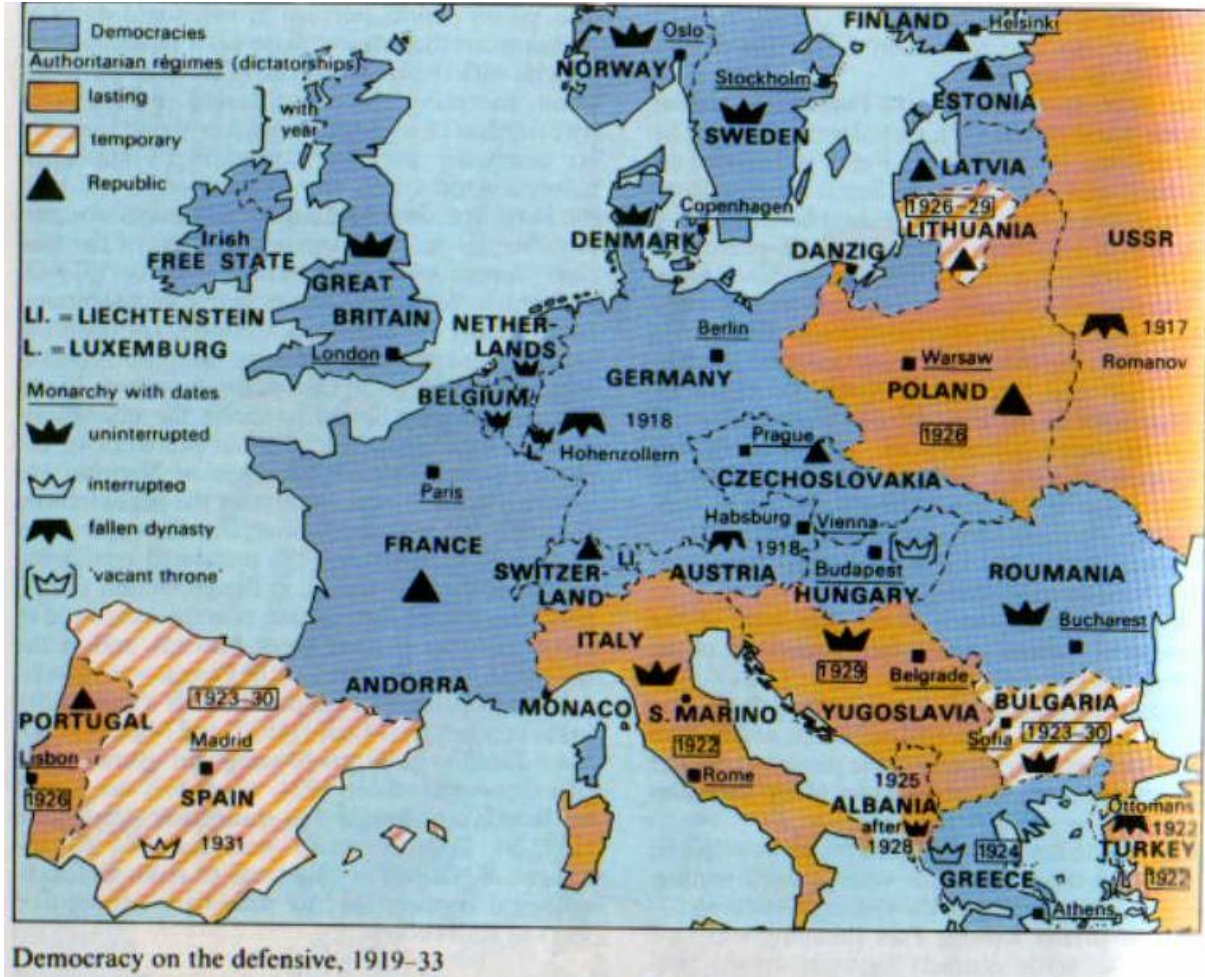 Democracies
Authoritarian régimes (dictatorships)
lasting
temporary
with
year
Republic
Irish
FREE STATE
GREAT
BRITAIN
London
LI. = LIECHTENSTEIN
L. = LUXEMBURG
Monarchy with dates
uninterrupted
interrupted
fallen dynasty
'vacant throne'
NORWAY
Oslo
Stockholm
SWEDEN
FINLAND
Helsinki
ESTONIA
LATVIA
1926-29
LITHUANIA
USSR
1917
Romanov
Copenhagen
DENMARK
DANZIG
NETHER-
LANDS
BELGIUM
L.
Berlin
GERMANY
1918
Hohenzollern
Warsaw
POLAND
1926
Prague
CZECHOSLOVAKIA
Paris
FRANCE
SWITZER-
LAND
LI.
Habsburg
1918
Vienna
AUSTRIA
Budapest
HUNGARY
ROUMANIA
Bucharest
ITALY
1929
Belgrade
YUGOSLAVIA
BULGARIA
Sofia
1923-30
ANDORRA
MONACO
S. MARINO
1922
Rome
PORTUGAL
Lisbon
1926
1923-30
Madrid
SPAIN
1931
1925
ALBANIA
after
1928
1924
GREECE
Athens
Ottomans
1922
TURKEY
1922
Democracy on the defensive, 1919-33